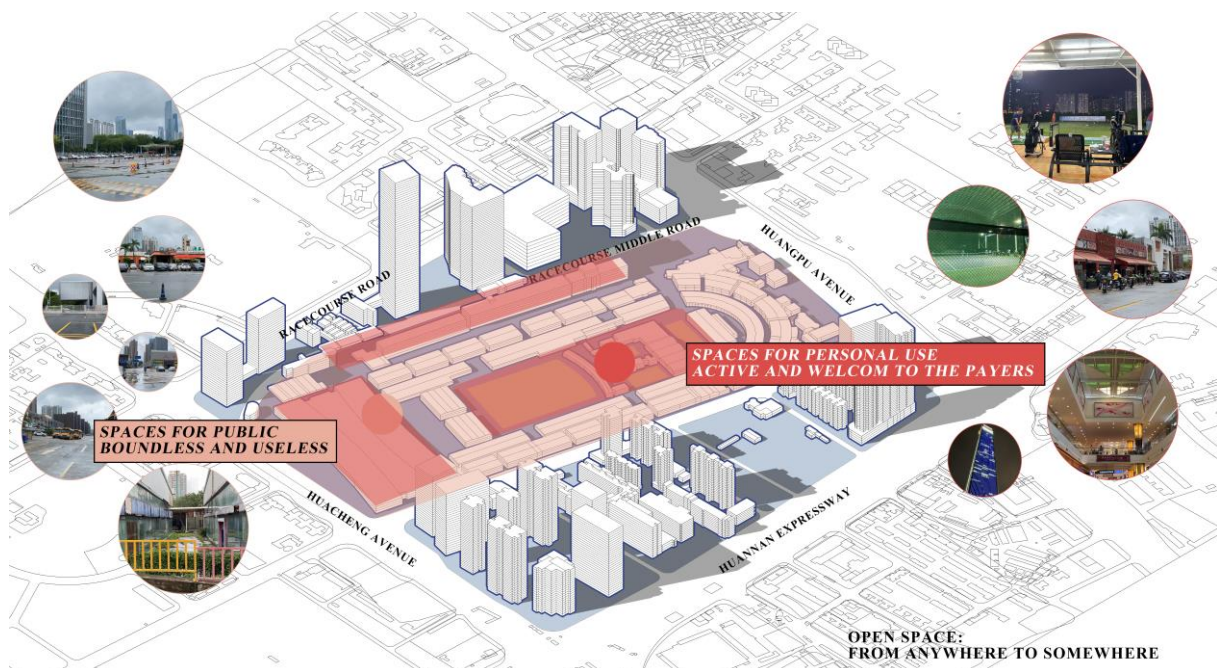 RACECOURSE MIDDLE ROAD
HUANGPU AVENUE
RACECOURSE ROAD
SPACES FOR PERSONAL USE
ACTIVE AND WELCOM TO THE PAYERS
SPACES FOR PUBLIC
BOUNDLESS AND USELESS
HUACHENG AVENUE
HUANNAN EXPRESSWAY
OPEN SPACE:
FROM ANYWHERE TO SOMEWHERE